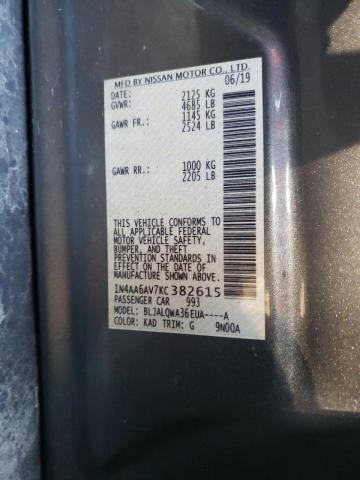 MFD BY NISSAN MOTOR CO., LTD.
DATE: 06/19
GVWR: 2125 KG
4685 LB
GAWR FR.: 1145 KG
2524 LB
GAWR RR.: 1000 KG
2205 LB
THIS VEHICLE CONFORMS TO
ALL APPLICABLE FEDERAL
MOTOR VEHICLE SAFETY,
BUMPER, AND THEFT
PREVENTION STANDARDS IN
EFFECT ON THE DATE OF
MANUFACTURE SHOWN ABOVE.
1N4AA6AV7KC382615
PASSENGER CAR 993
MODEL: BLJALQWA36EUA----A
COLOR: KAD TRIM: G 9N00A